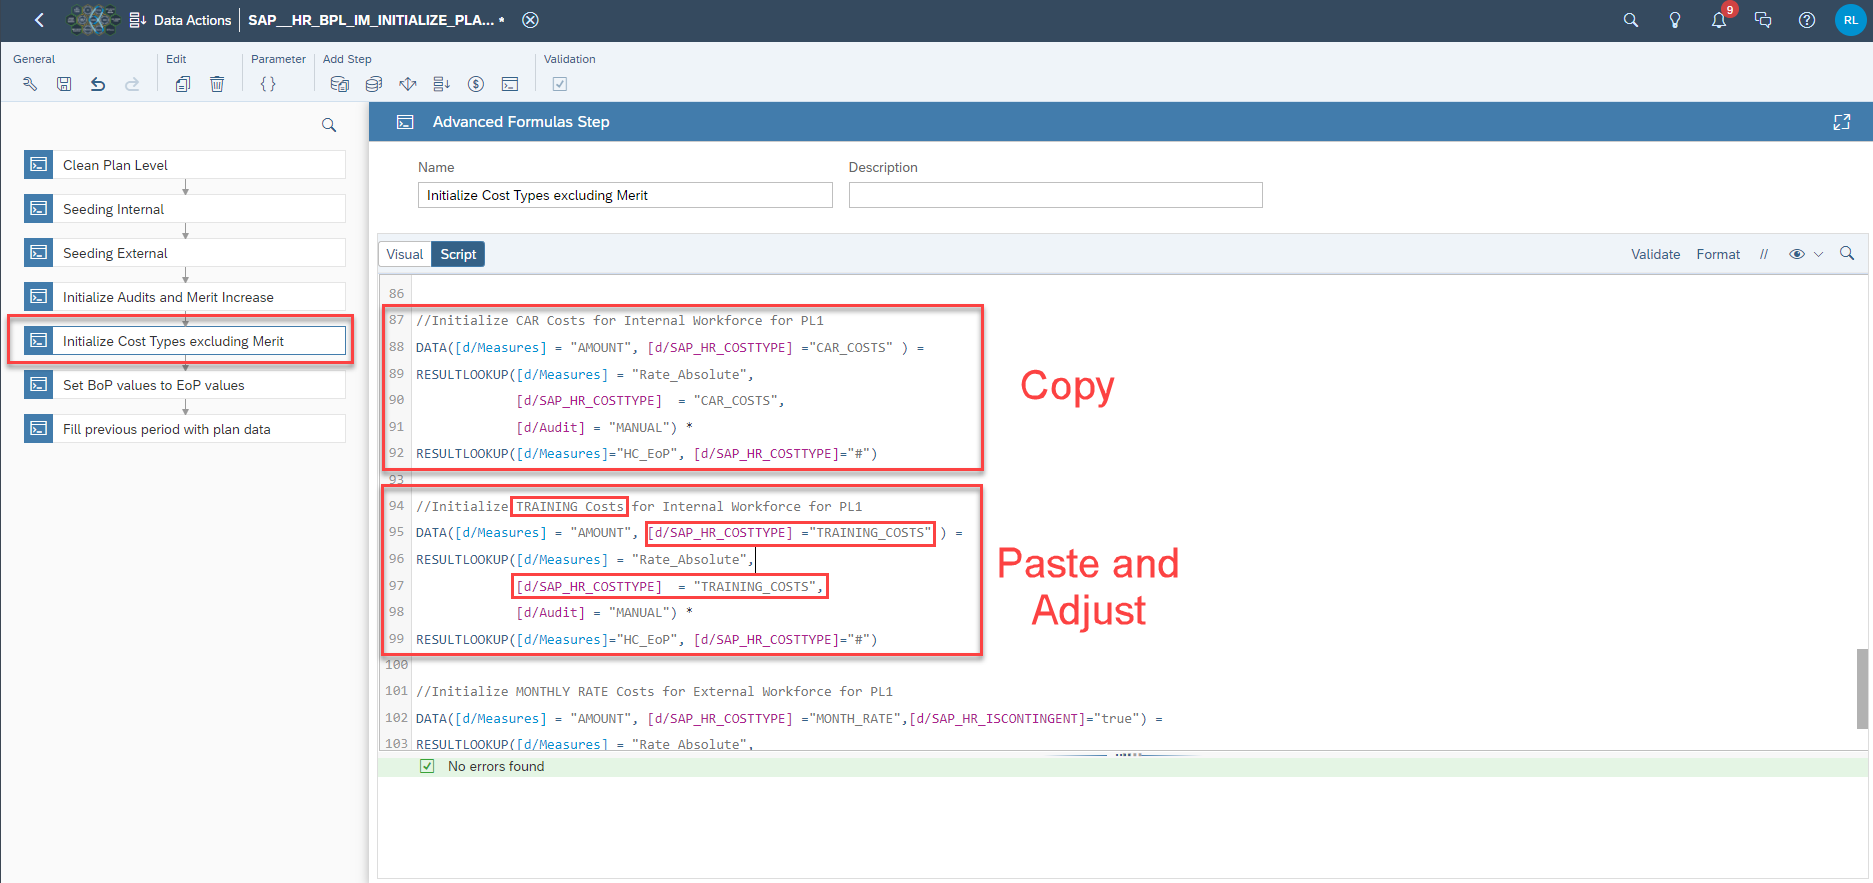 Data Actions
SAP__HR_BPL_IM_INITIALIZE_PLA... *
9
RL
General
Edit
Parameter
Add Step
Validation
{ }
$
Clean Plan Level
Seeding Internal
Seeding External
Initialize Audits and Merit Increase
Initialize Cost Types excluding Merit
Set BoP values to EoP values
Fill previous period with plan data
Advanced Formulas Step
Name
Description
Initialize Cost Types excluding Merit
Visual
Script
Validate
Format
//
86
87 //Initialize CAR Costs for Internal Workforce for PL1
88 DATA([d/Measures] = "AMOUNT", [d/SAP_HR_COSTTYPE] ="CAR_COSTS" ) =
89 RESULTLOOKUP([d/Measures] = "Rate_Absolute",
90 [d/SAP_HR_COSTTYPE] = "CAR_COSTS",
91 [d/Audit] = "MANUAL") *
92 RESULTLOOKUP([d/Measures]="HC_EoP", [d/SAP_HR_COSTTYPE]="#")
Copy
93
94 //Initialize TRAINING Costs for Internal Workforce for PL1
95 DATA([d/Measures] = "AMOUNT", [d/SAP_HR_COSTTYPE] ="TRAINING_COSTS" ) =
96 RESULTLOOKUP([d/Measures] = "Rate_Absolute",
97 [d/SAP_HR_COSTTYPE] = "TRAINING_COSTS",
98 [d/Audit] = "MANUAL") *
99 RESULTLOOKUP([d/Measures]="HC_EoP", [d/SAP_HR_COSTTYPE]="#")
Paste and
Adjust
100
101 //Initialize MONTHLY RATE Costs for External Workforce for PL1
102 DATA([d/Measures] = "AMOUNT", [d/SAP_HR_COSTTYPE] ="MONTH_RATE",[d/SAP_HR_ISCONTINGENT]="true") =
103 RESULTLOOKUP([d/Measures] = "Rate_Absolute",
No errors found